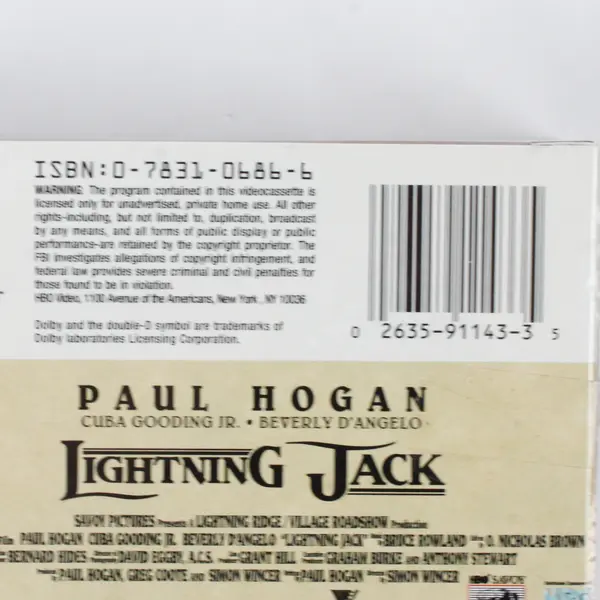 ISBN:0-7831-0686-6
WARNING: The program contained in this videocassette is
licensed only for unadvertised, private home use. All other
rights-including, but not limited to, duplication, broadcast
by any means, and all forms of public display or public
performance-are retained by the copyright proprietor. The
FBI investigates allegations of copyright infringement, and
federal law provides severe criminal and civil penalties for
those found to be in violation.
HBO Video, 1100 Avenue of the Americans, New York, NY 10036
Dolby and the double-D symbol are trademarks of
Dolby laboratories Licensing Corporation.
0 2635-91143-3 5
PAUL HOGAN
CUBA GOODING JR. • BEVERLY D'ANGELO
LIGHTNING JACK
SAVOY PICTURES Presents A LIGHTNING RIDGE/VILLAGE ROADSHOW Production
PAUL HOGAN CUBA GOODING JR. BEVERLY D'ANGELO "LIGHTNING JACK" BRUCE ROWLAND O. NICHOLAS BROWN
BERNARD HIDES DAVID EGGBY, A.C.S. GRANT HILL GRAHAM BURKE AND ANTHONY STEWART
PAUL HOGAN, GREG COOTE AND SIMON WINCER PAUL HOGAN SIMON WINCER HBO SAVOY